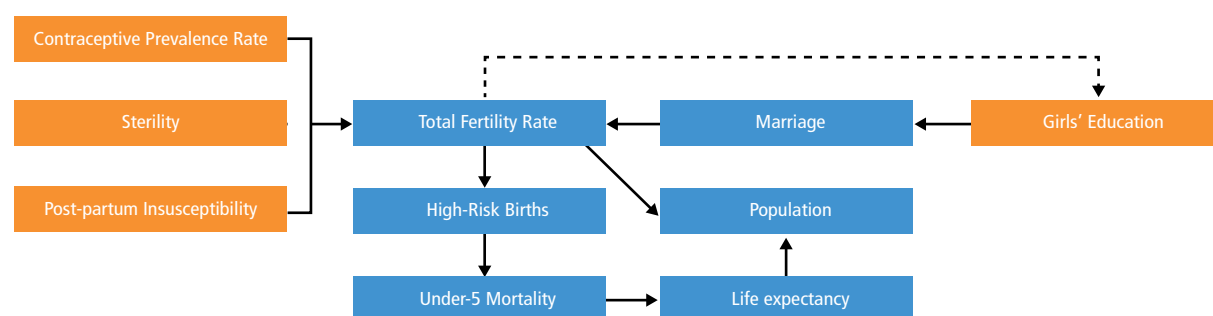 Contraceptive Prevalence Rate
Sterility
Total Fertility Rate
Marriage
Girls’ Education
Post-partum Insusceptibility
High-Risk Births
Population
Under-5 Mortality
Life expectancy